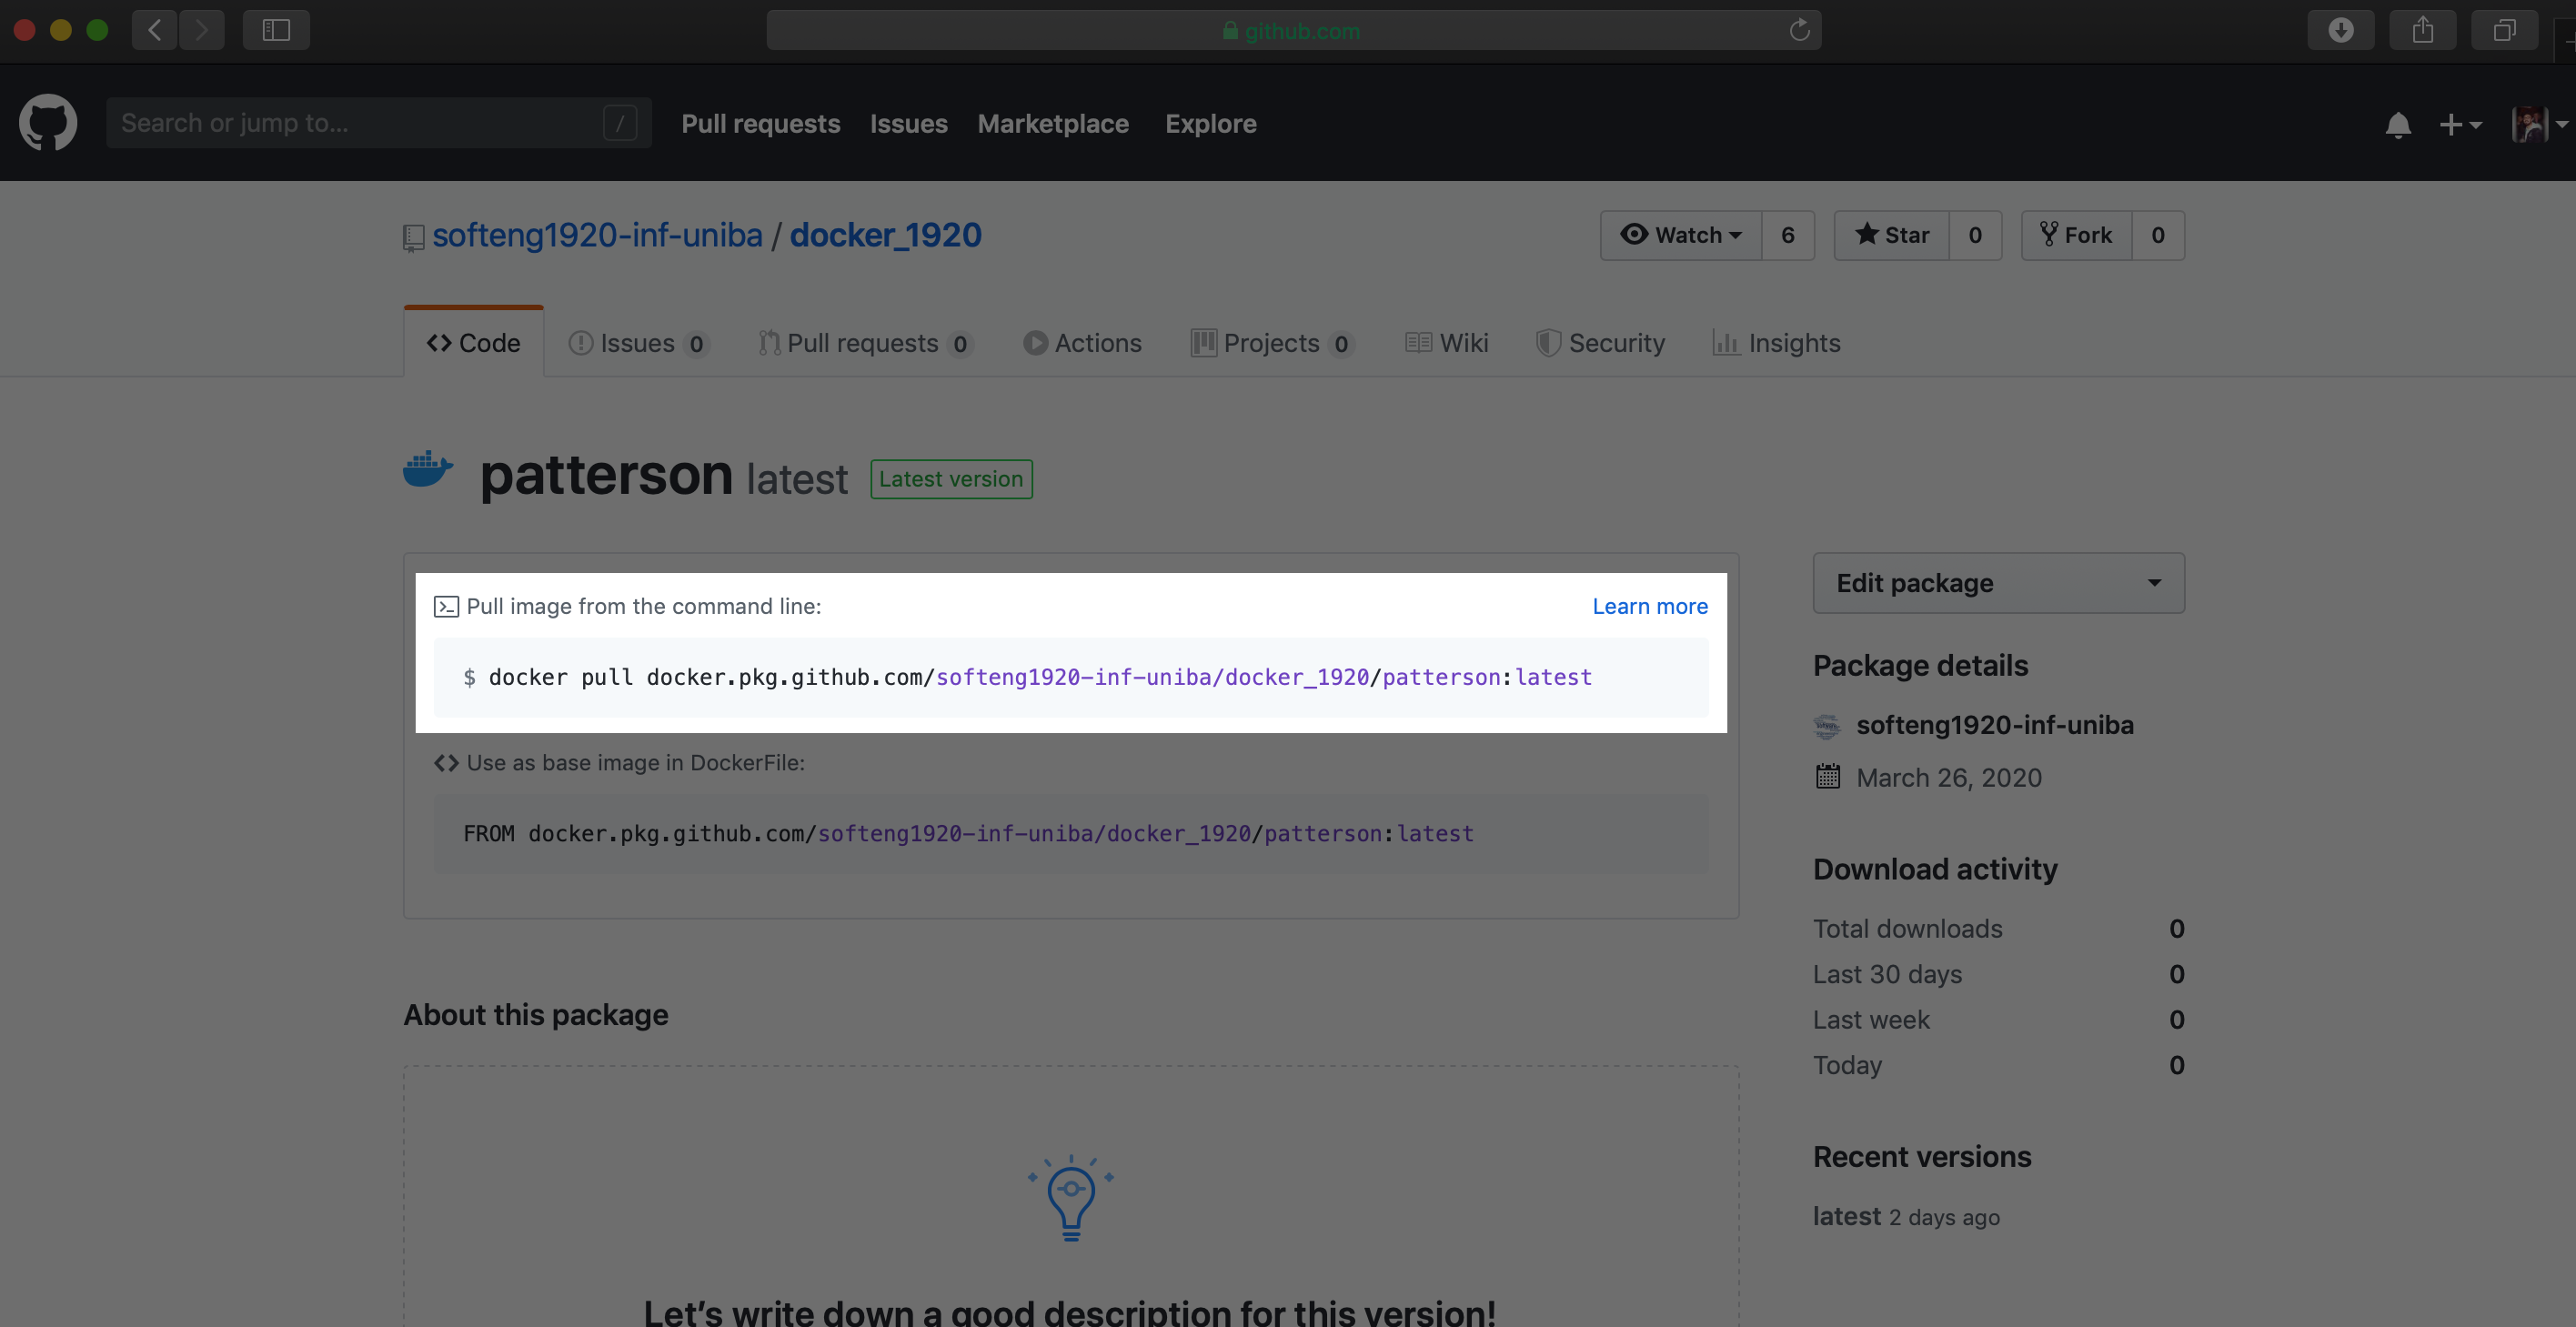 github.com
Search or jump to... /
Pull requests Issues Marketplace Explore
softeng1920-inf-uniba / docker_1920
Watch 6 Star 0 Fork 0
Code Issues 0 Pull requests 0 Actions Projects 0 Wiki Security Insights
patterson latest Latest version
Pull image from the command line: Learn more
$ docker pull docker.pkg.github.com/softeng1920-inf-uniba/docker_1920/patterson:latest
Use as base image in DockerFile:
FROM docker.pkg.github.com/softeng1920-inf-uniba/docker_1920/patterson:latest
About this package
Let's write down a good description for this version!
Edit package
Package details
softeng1920-inf-uniba
March 26, 2020
Download activity
Total downloads 0
Last 30 days 0
Last week 0
Today 0
Recent versions
latest 2 days ago